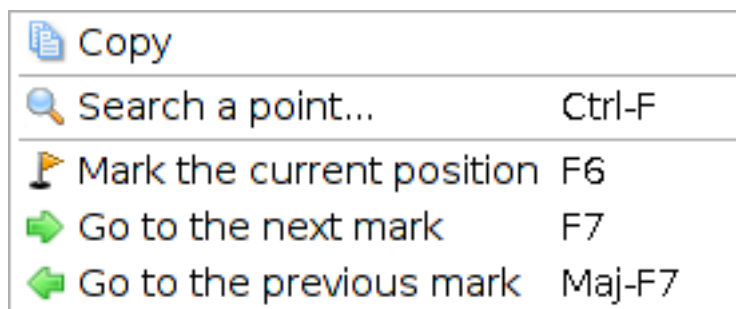 Copy
Search a point... Ctrl-F
Mark the current position F6
Go to the next mark F7
Go to the previous mark Maj-F7